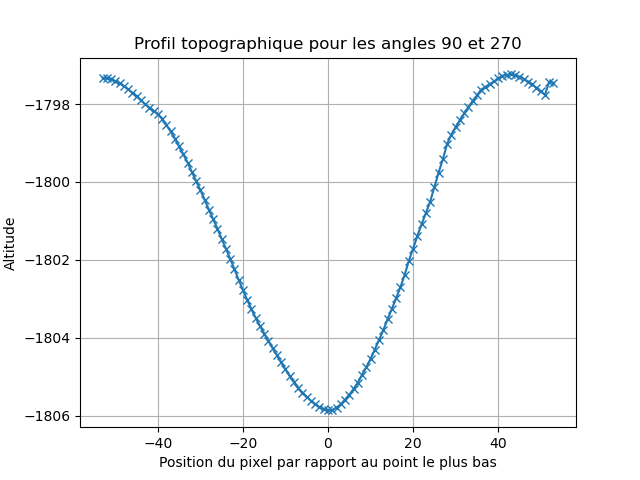 Profil topographique pour les angles 90 et 270
−1798
−1800
−1802
−1804
−1806
Altitude
−40 −20 0 20 40
Position du pixel par rapport au point le plus bas